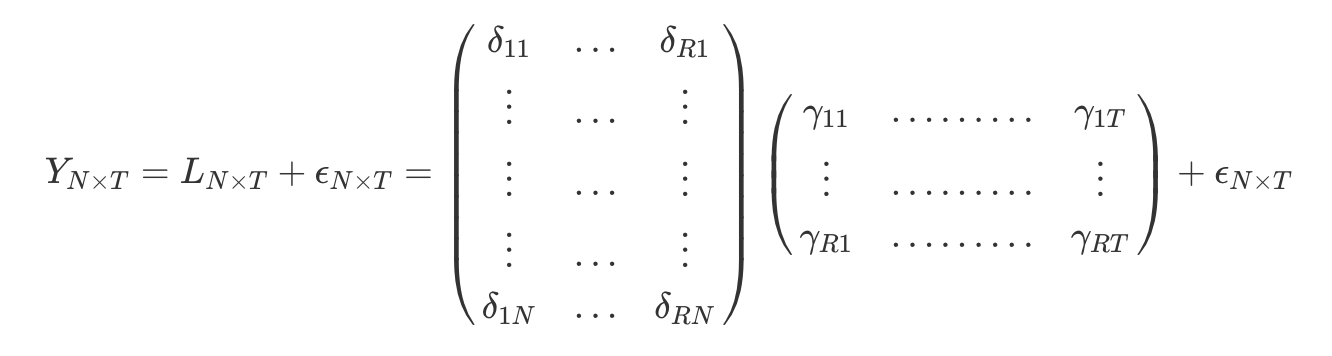 $$Y_{N\times T} = L_{N\times T} + \epsilon_{N\times T} = \begin{pmatrix} \delta_{11} & \dots & \delta_{R1} \\ \vdots & \dots & \vdots \\ \vdots & \dots & \vdots \\ \vdots & \dots & \vdots \\ \delta_{1N} & \dots & \delta_{RN} \end{pmatrix} \begin{pmatrix} \gamma_{11} & \dots\dots\dots & \gamma_{1T} \\ \vdots & \dots\dots\dots & \vdots \\ \gamma_{R1} & \dots\dots\dots & \gamma_{RT} \end{pmatrix} + \epsilon_{N\times T}$$